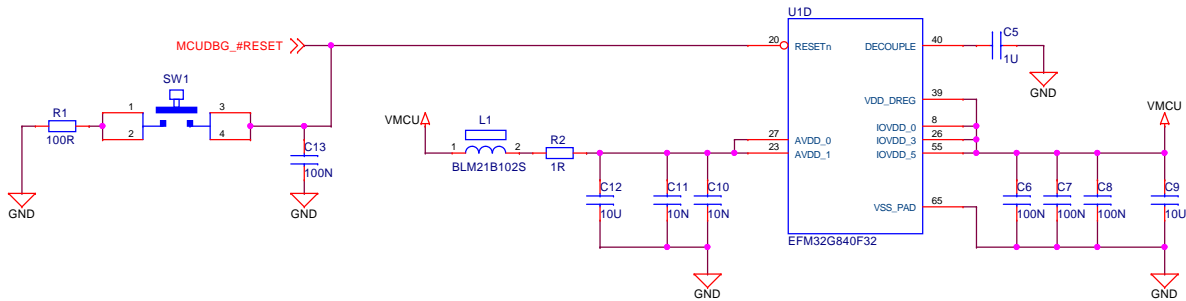 U1D
MCUDBG_#RESET
20
RESETn
DECOUPLE
40
C5
1U
GND
SW1
R1
100R
1
2
3
4
C13
100N
GND
GND
VMCU
L1
1
2
BLM21B102S
R2
1R
27
AVDD_0
23
AVDD_1
VDD_DREG
39
IOVDD_0
8
IOVDD_3
26
IOVDD_5
55
VMCU
C12
10U
C11
10N
C10
10N
VSS_PAD
65
C6
100N
C7
100N
C8
100N
C9
10U
EFM32G840F32
GND
GND